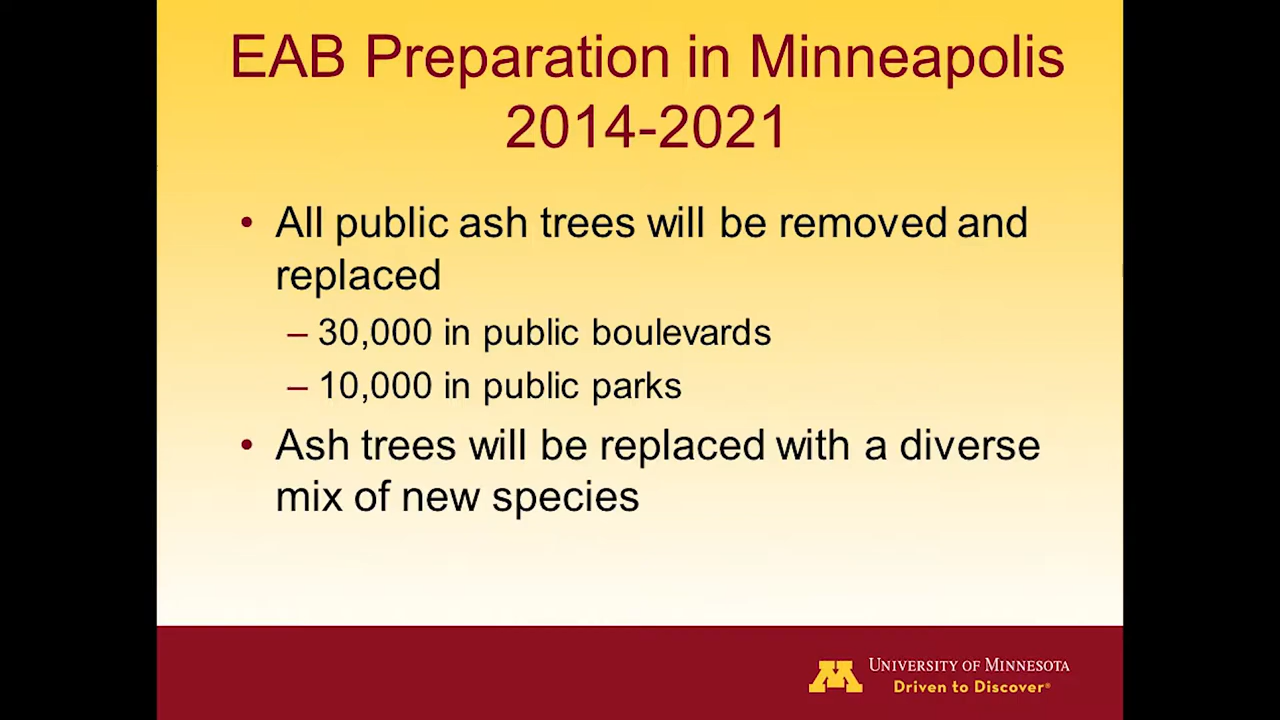 EAB Preparation in Minneapolis
2014-2021
• All public ash trees will be removed and
replaced
– 30,000 in public boulevards
– 10,000 in public parks
• Ash trees will be replaced with a diverse
mix of new species
M
UNIVERSITY OF MINNESOTA
Driven to Discover®